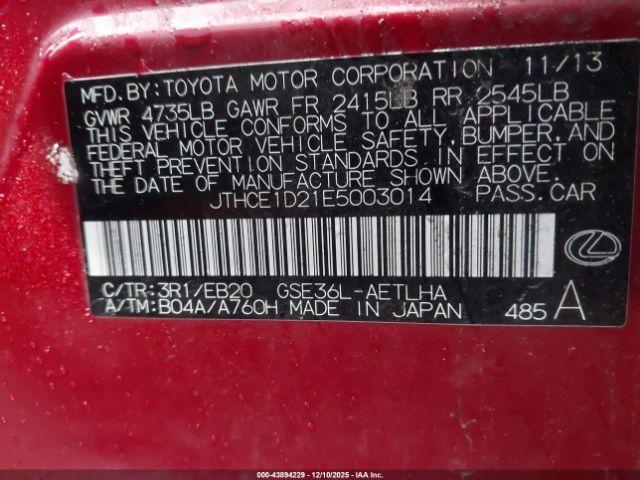 MFD. BY: TOYOTA MOTOR CORPORATION 11/13
GVWR 4735LB GAWR FR 2415LB RR 2545LB
THIS VEHICLE CONFORMS TO ALL APPLICABLE
FEDERAL MOTOR VEHICLE SAFETY, BUMPER, AND
THEFT PREVENTION STANDARDS IN EFFECT ON
THE DATE OF MANUFACTURE SHOWN ABOVE.
JTHCE1D21E5003014 PASS. CAR
C/TR: 3R1/EB20 GSE36L-AETLHA
A/TM: B04A/A760H MADE IN JAPAN 485 A
000-43894229 - 12/10/2025 - IAA Inc.